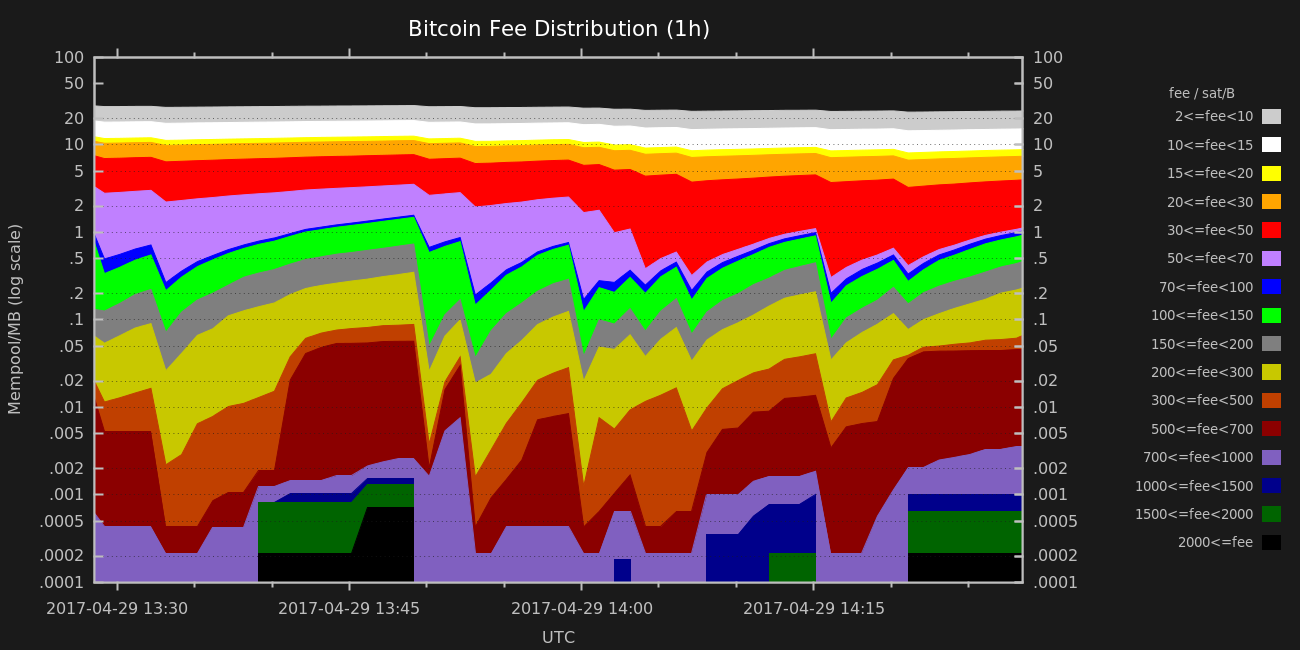 Bitcoin Fee Distribution (1h)
100
50
20
10
5
2
1
.5
.2
.1
.05
.02
.01
.005
.002
.001
.0005
.0002
.0001
Mempool/MB (log scale)
100
50
20
10
5
2
1
.5
.2
.1
.05
.02
.01
.005
.002
.001
.0005
.0002
.0001
2017-04-29 13:30
2017-04-29 13:45
2017-04-29 14:00
2017-04-29 14:15
UTC
fee / sat/B
2<=fee<10
10<=fee<15
15<=fee<20
20<=fee<30
30<=fee<50
50<=fee<70
70<=fee<100
100<=fee<150
150<=fee<200
200<=fee<300
300<=fee<500
500<=fee<700
700<=fee<1000
1000<=fee<1500
1500<=fee<2000
2000<=fee